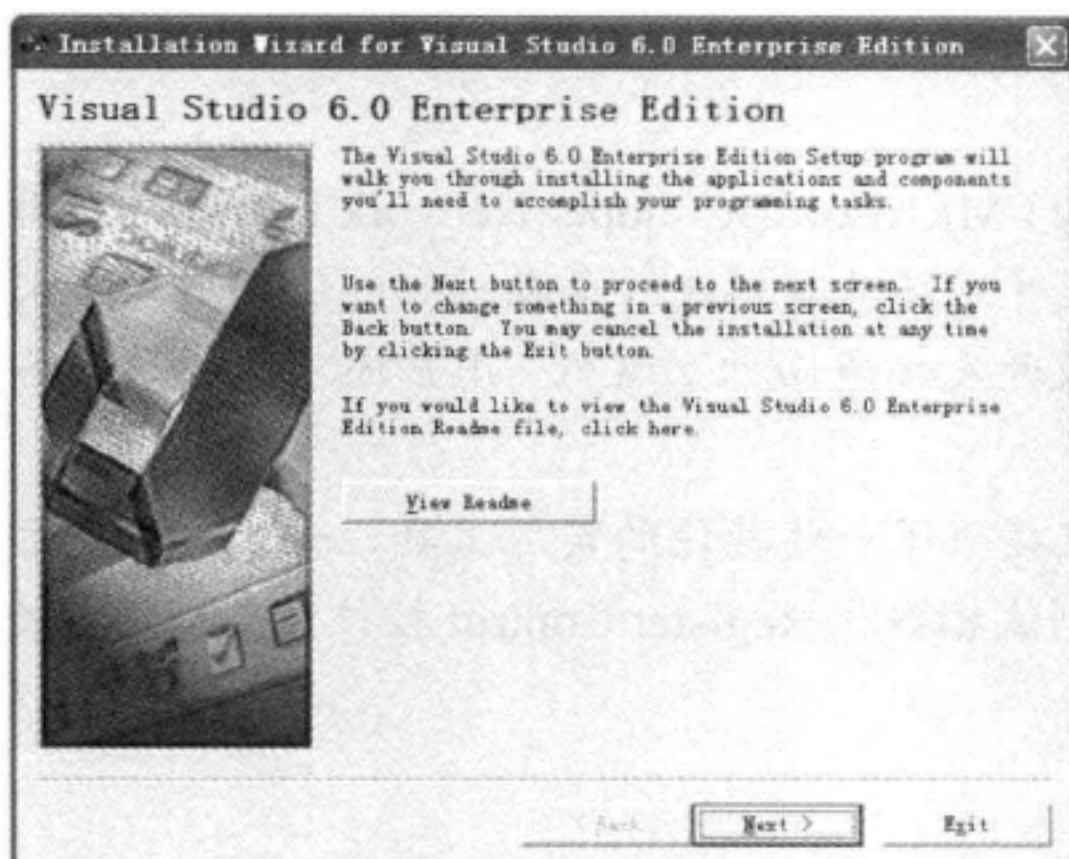 Installation Wizard for Visual Studio 6.0 Enterprise Edition
Visual Studio 6.0 Enterprise Edition
The Visual Studio 6.0 Enterprise Edition Setup program will
walk you through installing the applications and components
you'll need to accomplish your programming tasks.
Use the Next button to proceed to the next screen. If you
want to change something in a previous screen, click the
Back button. You may cancel the installation at any time
by clicking the Exit button.
If you would like to view the Visual Studio 6.0 Enterprise
Edition Readme file, click here.
View Readme
< Back
Next >
Exit